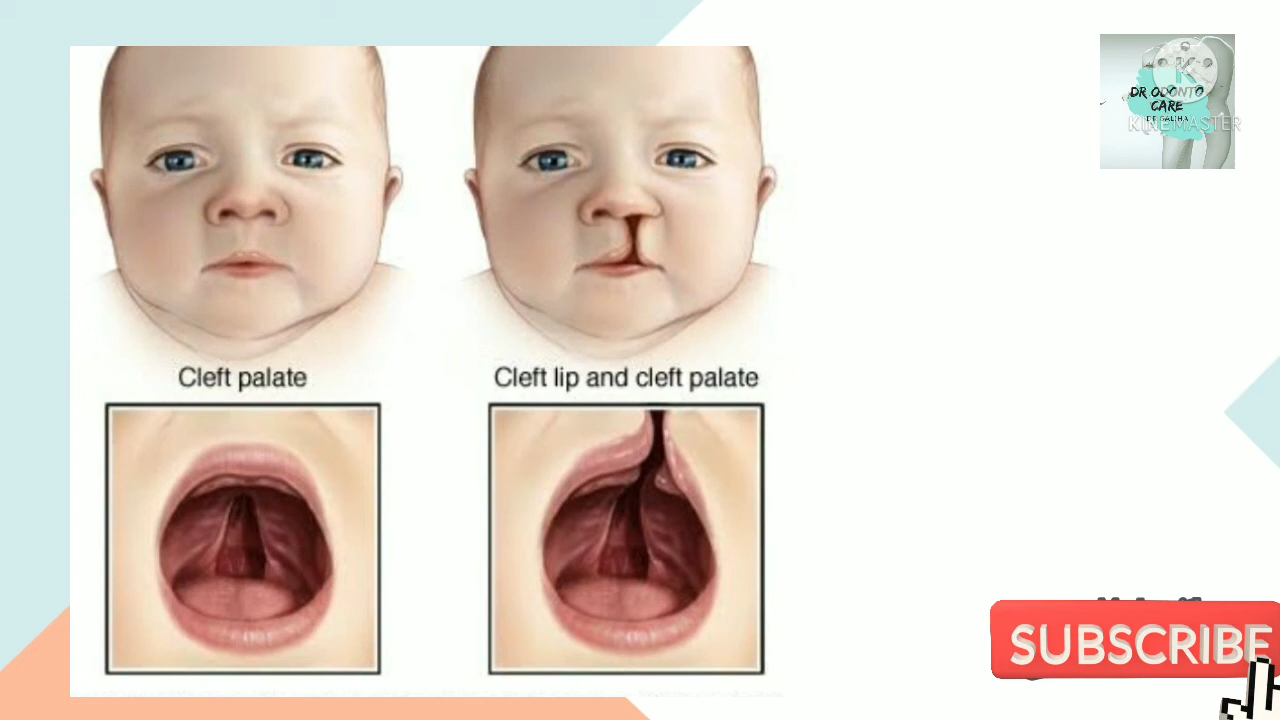 DR ODONTO
CARE
KINEMASTER
Cleft palate
Cleft lip and cleft palate
SUBSCRIBE